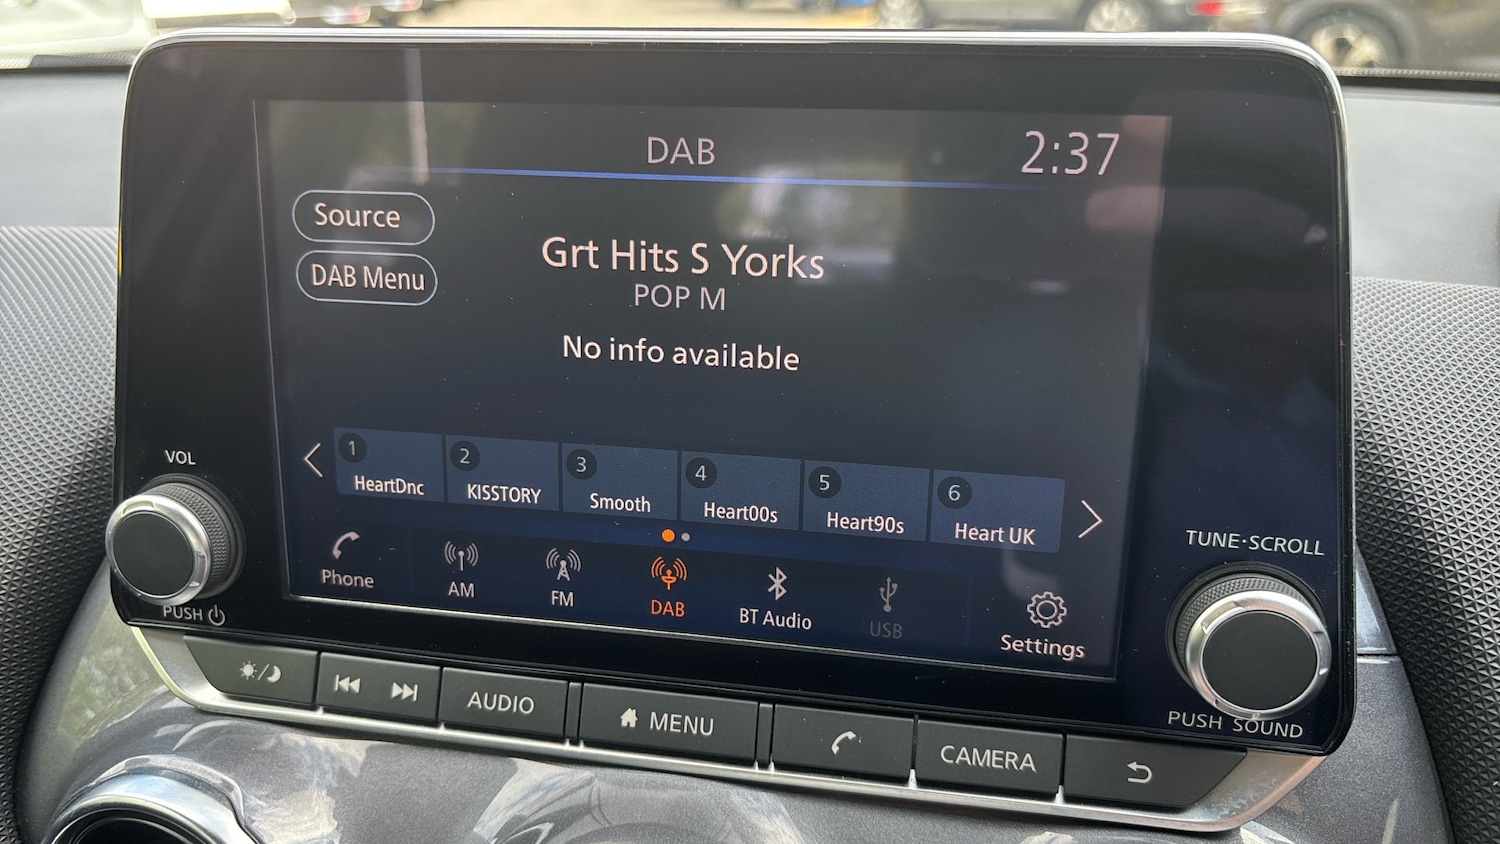 DAB
2:37
Source
DAB Menu
Grt Hits S Yorks
POP M
No info available
1
HeartDnc
2
KISSTORY
3
Smooth
4
Heart00s
5
Heart90s
6
Heart UK
Phone
AM
FM
DAB
BT Audio
USB
Settings
VOL
PUSH
TUNE·SCROLL
PUSH SOUND
AUDIO
MENU
CAMERA